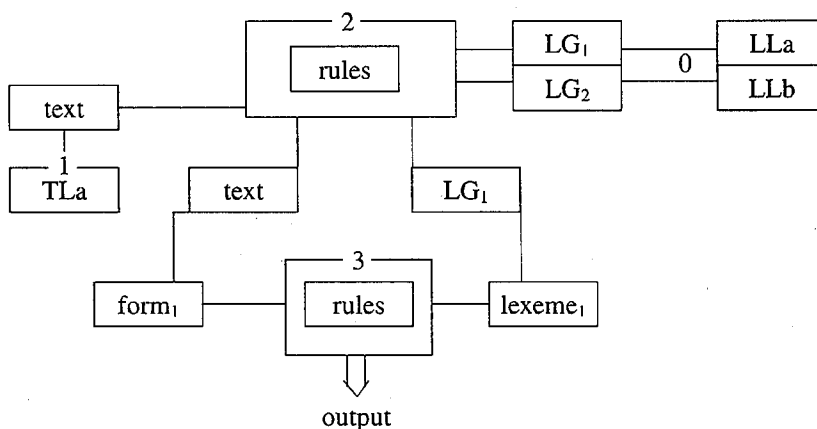 2
LG₁
LLa
rules
0
text
LG₂
LLb
1
TLa
text
LG₁
3
form₁
rules
lexeme₁
output